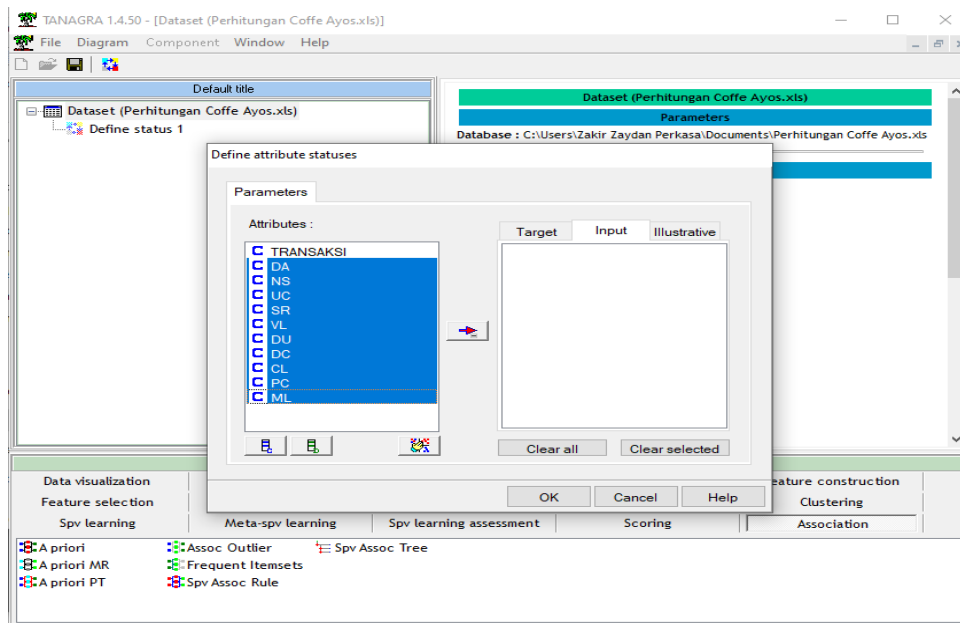 TANAGRA 1.4.50 - [Dataset (Perhitungan Coffe Ayos.xls)]
File Diagram Component Window Help
Default title
Dataset (Perhitungan Coffe Ayos.xls)
Define status 1
Dataset (Perhitungan Coffe Ayos.xls)
Parameters
Database : C:\Users\Zakir Zaydan Perkasa\Documents\Perhitungan Coffe Ayos.xls
Define attribute statuses
Parameters
Attributes :
Target Input Illustrative
C TRANSAKSI
C DA
C NS
C UC
C SR
C VL
C DU
C DC
C CL
C PC
C ML
Clear all Clear selected
OK Cancel Help
Data visualization eature construction
Feature selection Clustering
Spv learning Meta-spv learning Spv learning assessment Scoring Association
A priori Assoc Outlier Spv Assoc Tree
A priori MR Frequent Itemsets
A priori PT Spv Assoc Rule